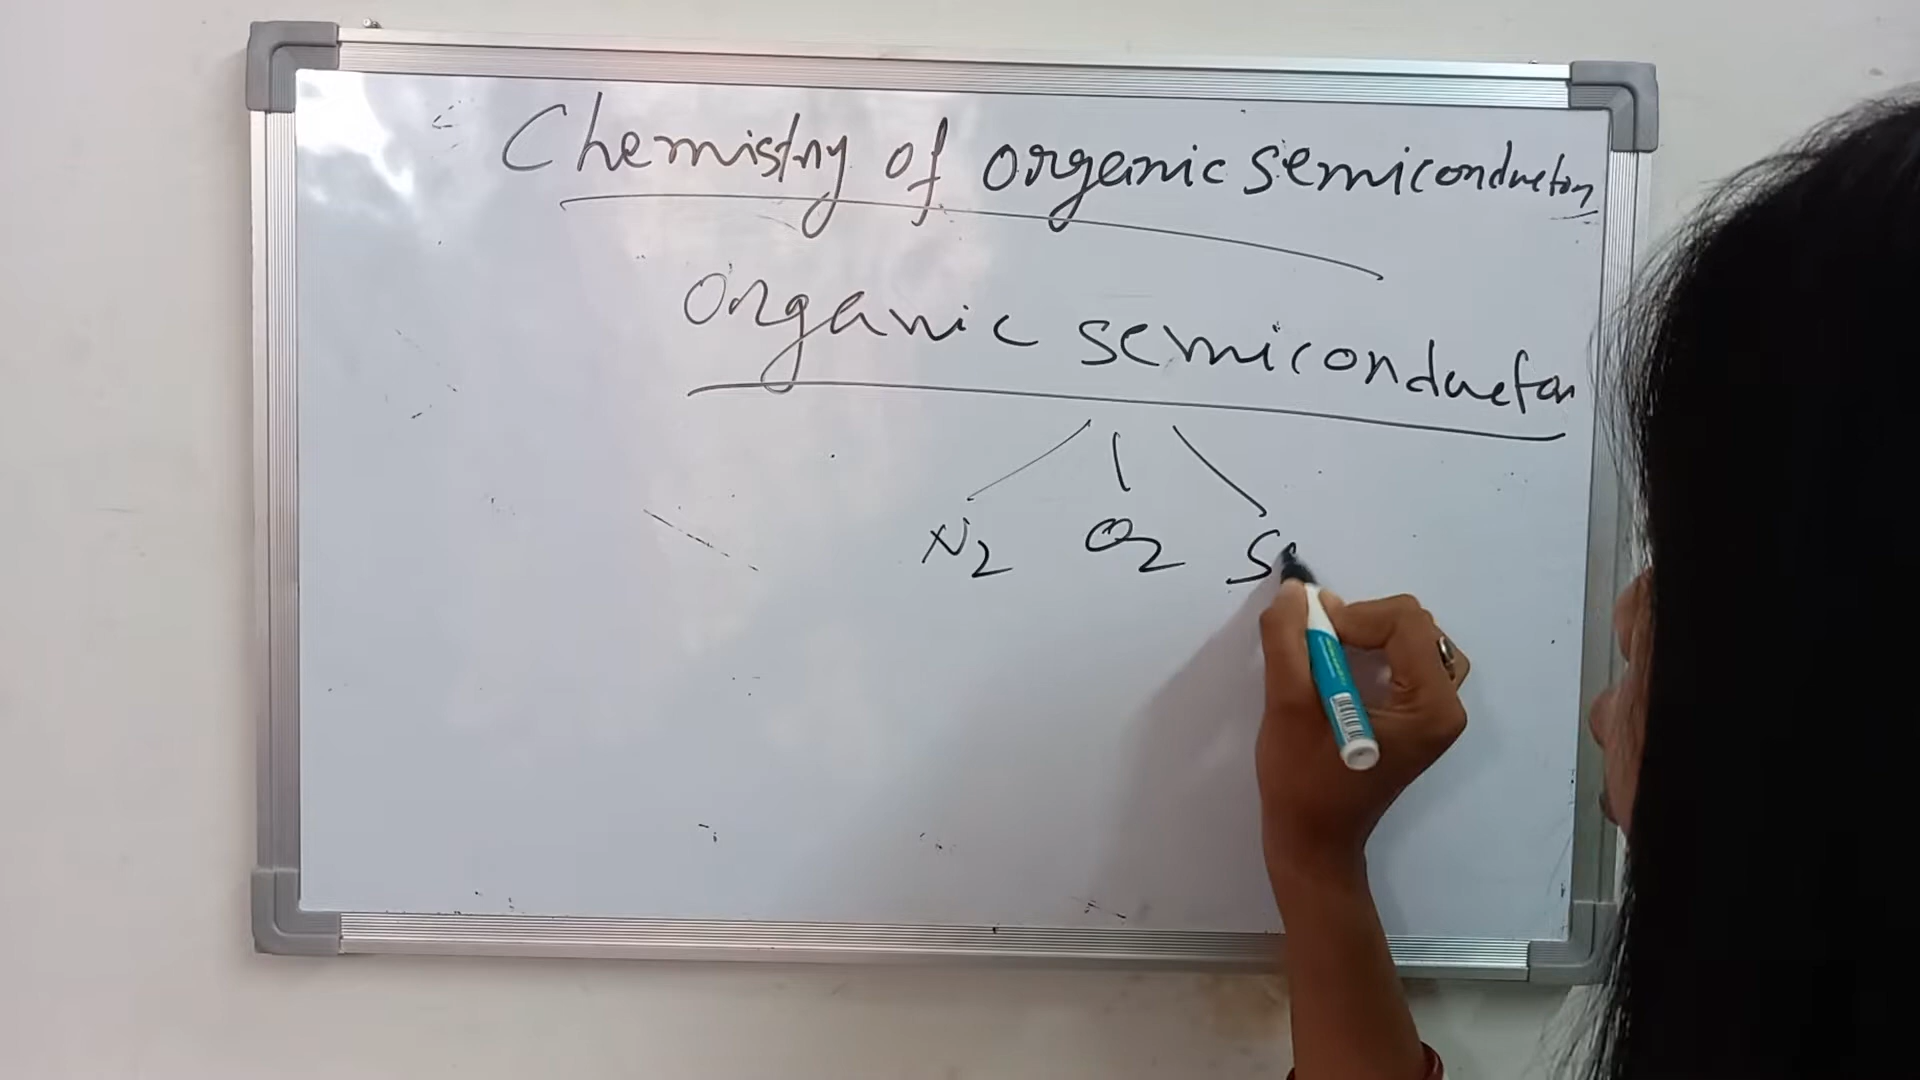 Chemistry of organic semiconductor
Organic semiconductor
N2 O2 S